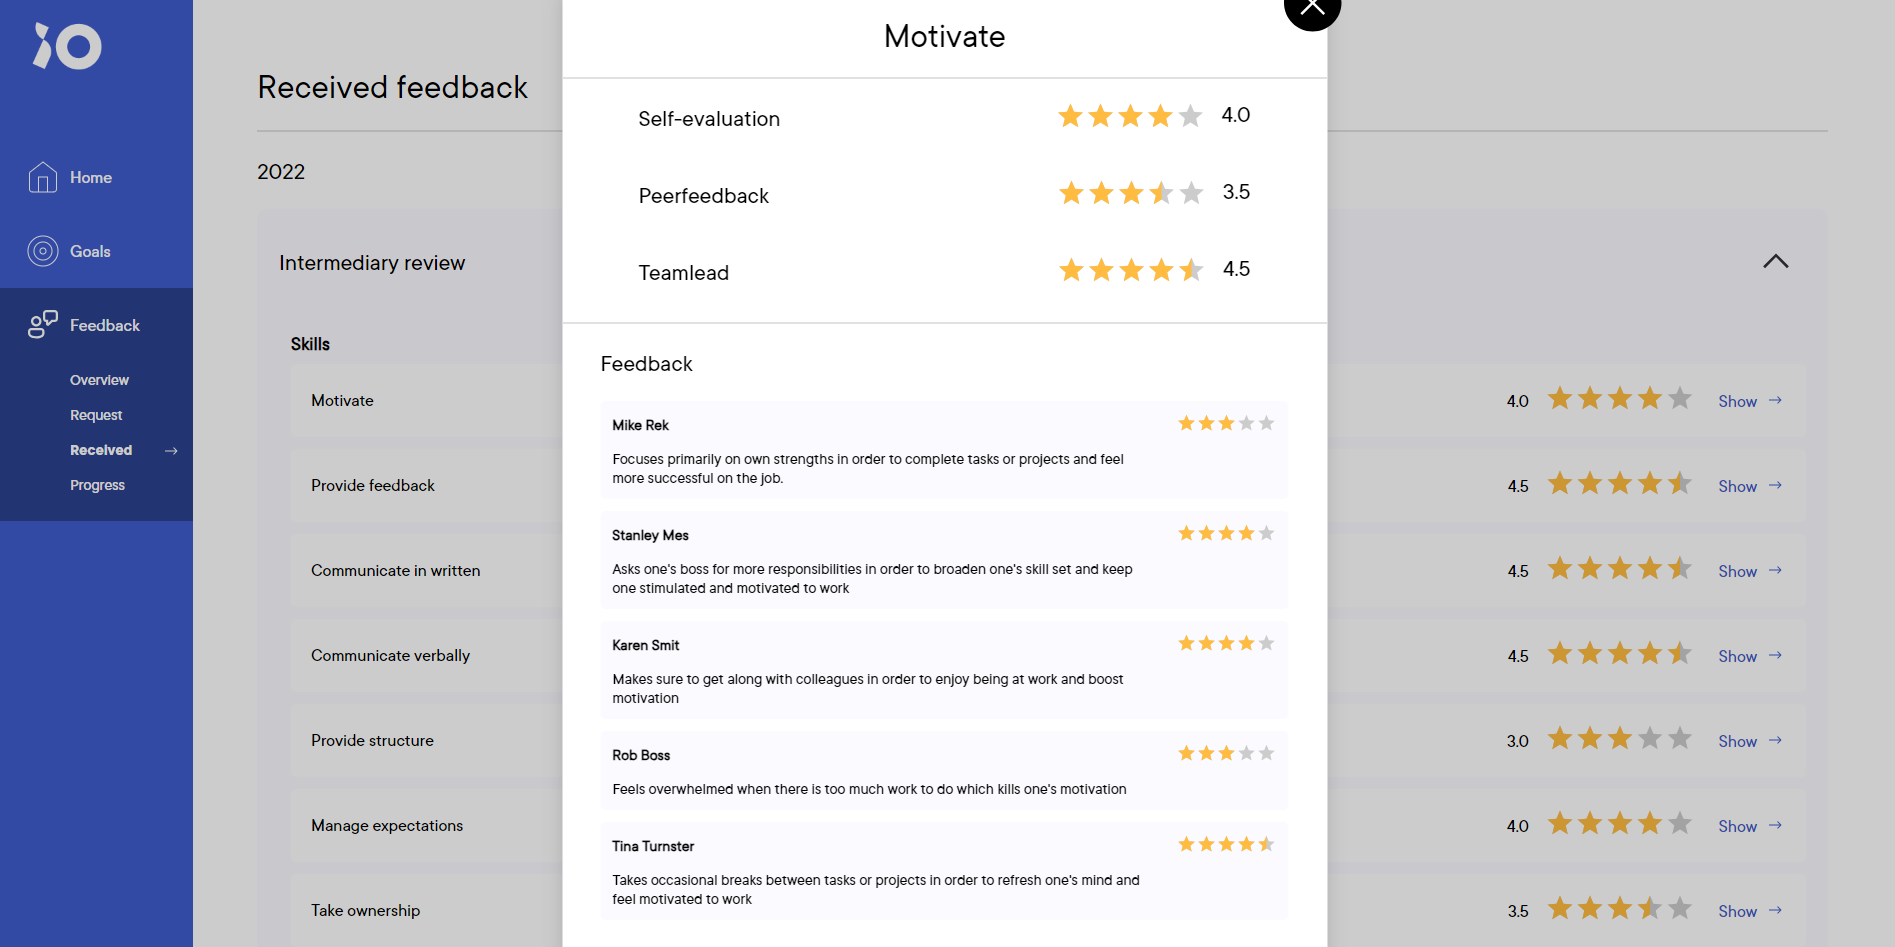 iO
Home
Goals
Feedback
Overview
Request
Received
Progress
Received feedback
2022
Intermediary review
Skills
Motivate
4.0
Show
Provide feedback
4.5
Show
Communicate in written
4.5
Show
Communicate verbally
4.5
Show
Provide structure
3.0
Show
Manage expectations
4.0
Show
Take ownership
3.5
Show
Motivate
Self-evaluation
4.0
Peerfeedback
3.5
Teamlead
4.5
Feedback
Mike Rek
Focuses primarily on own strengths in order to complete tasks or projects and feel
more successful on the job.
Stanley Mes
Asks one's boss for more responsibilities in order to broaden one's skill set and keep
one stimulated and motivated to work
Karen Smit
Makes sure to get along with colleagues in order to enjoy being at work and boost
motivation
Rob Boss
Feels overwhelmed when there is too much work to do which kills one's motivation
Tina Turnster
Takes occasional breaks between tasks or projects in order to refresh one's mind and
feel motivated to work